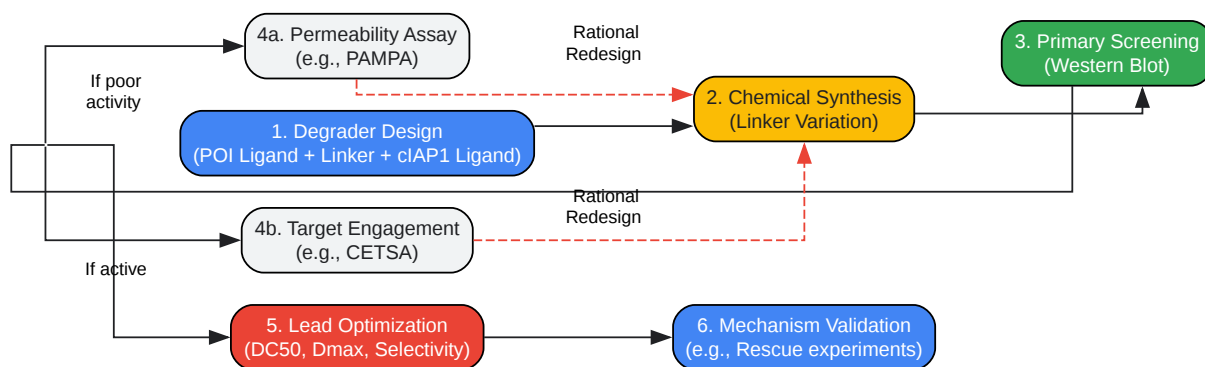 4a. Permeability Assay
(e.g., PAMPA)
Rational
Redesign
3. Primary Screening
(Western Blot)
If poor
activity
2. Chemical Synthesis
(Linker Variation)
1. Degrader Design
(POI Ligand + Linker + cIAP1 Ligand)
Rational
Redesign
4b. Target Engagement
(e.g., CETSA)
If active
5. Lead Optimization
(DC50, Dmax, Selectivity)
6. Mechanism Validation
(e.g., Rescue experiments)